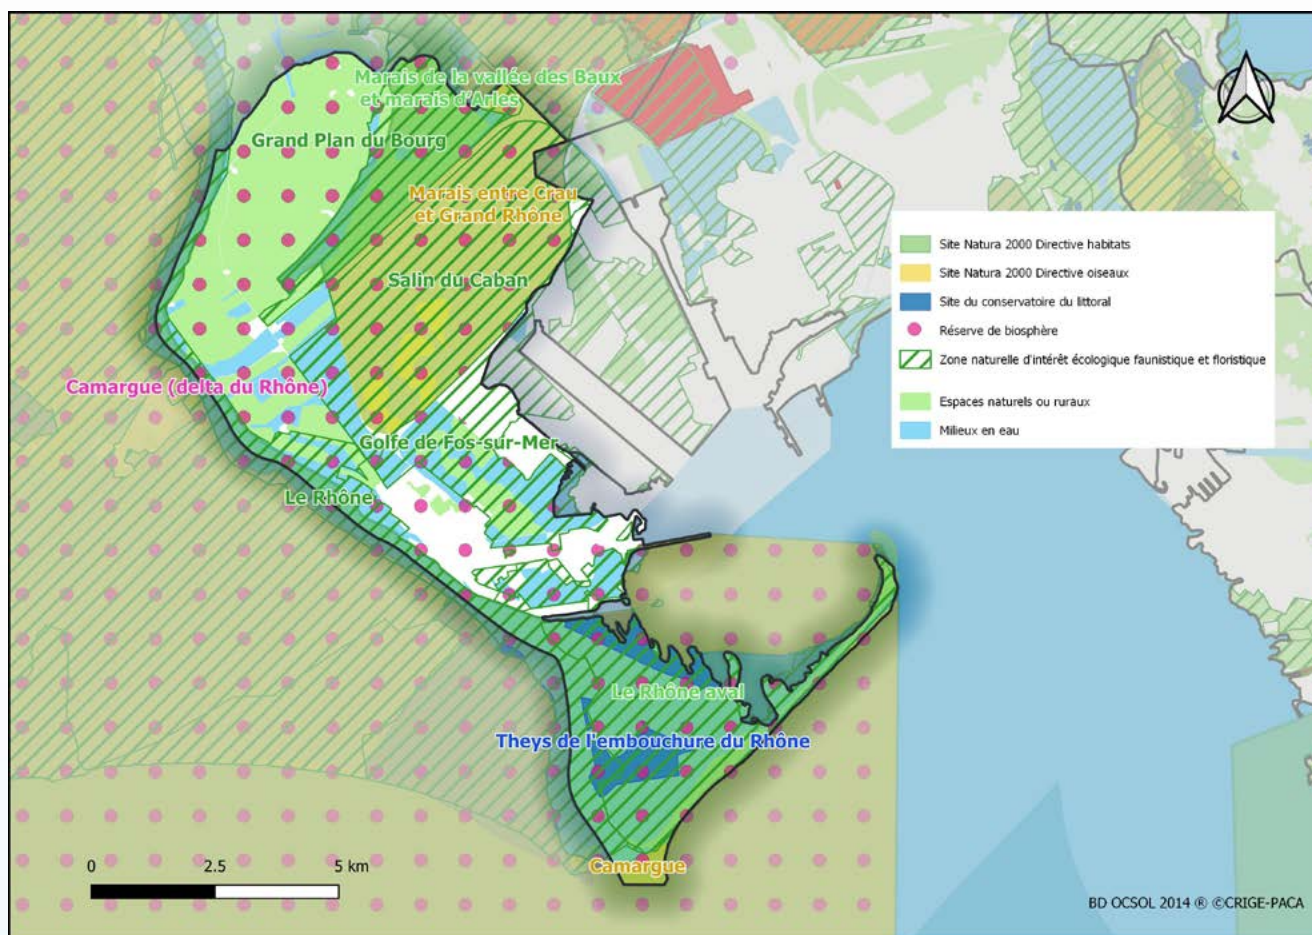 Marais de la vallée des Baux
et marais d'Arles
Grand Plan du Bourg
Marais entre Crau
et Grand Rhône
Salin du Caban
Camargue (delta du Rhône)
Golfe de Fos-sur-Mer
Le Rhône
Le Rhône aval
Theys de l'embouchure du Rhône
Camargue
Site Natura 2000 Directive habitats
Site Natura 2000 Directive oiseaux
Site du conservatoire du littoral
Réserve de biosphère
Zone naturelle d'intérêt écologique faunistique et floristique
Espaces naturels ou ruraux
Milieux en eau
0 2.5 5 km
BD OCSOL 2014 ® ©CRIGE-PACA